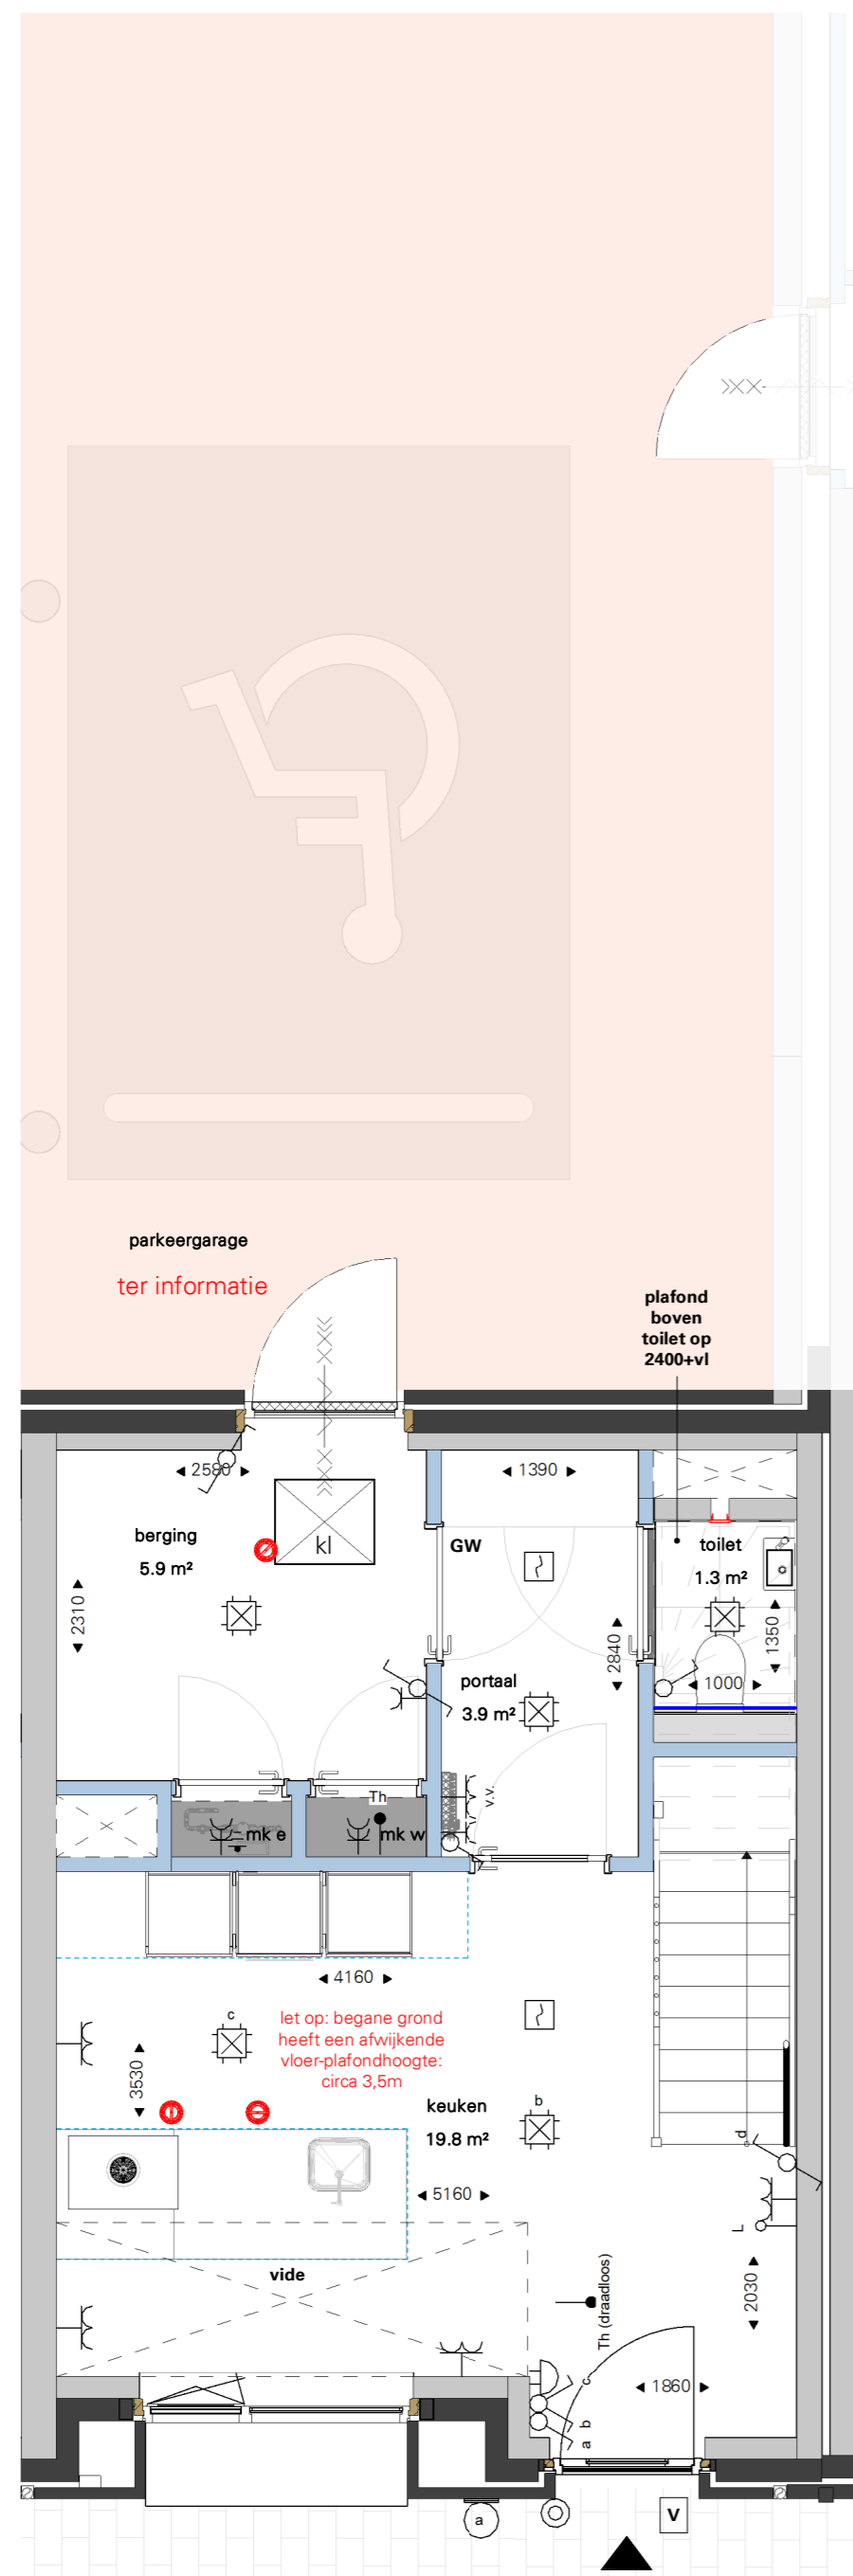 parkeergarage
ter informatie
plafond
boven
toilet op
2400+vl
2580
1390
berging
5.9 m²
kl
GW
toilet
1.3 m²
2310
2840
1350
1000
portaal
3.9 m²
Th
v.v.
mk e
mk w
4160
c
let op: begane grond
heeft een afwijkende
vloer-plafondhoogte:
circa 3,5m
3530
keuken
19.8 m²
b
d
5160
L
vide
Th (draadloos)
2030
1860
c
a b
a
V